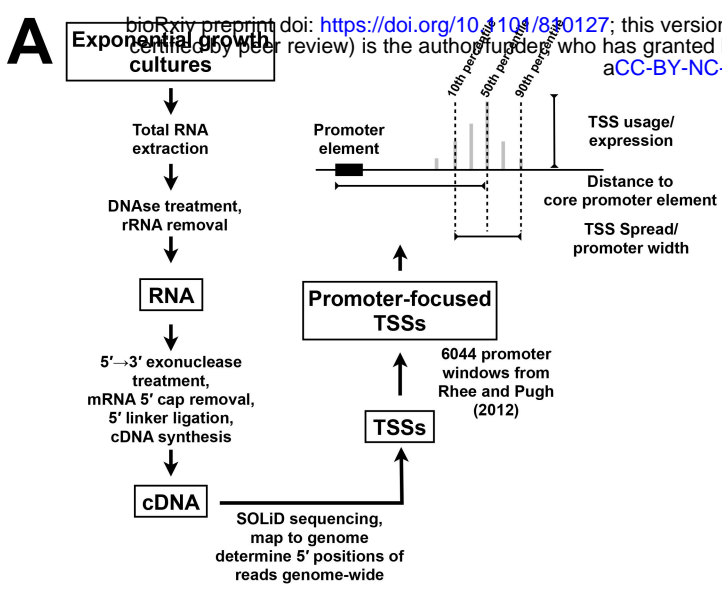 A
bioRxiv preprint doi: https://doi.org/10.1101/810127; this version
certified by peer review) is the author/funder, who has granted
aCC-BY-NC-
Exponential growth
cultures
Total RNA
extraction
DNAse treatment,
rRNA removal
RNA
5′→3′ exonuclease
treatment,
mRNA 5′ cap removal,
5′ linker ligation,
cDNA synthesis
cDNA
SOLiD sequencing,
map to genome
determine 5′ positions of
reads genome-wide
TSSs
6044 promoter
windows from
Rhee and Pugh
(2012)
Promoter-focused
TSSs
Promoter
element
10th percentile
50th percentile
90th percentile
TSS usage/
expression
Distance to
core promoter element
TSS Spread/
promoter width